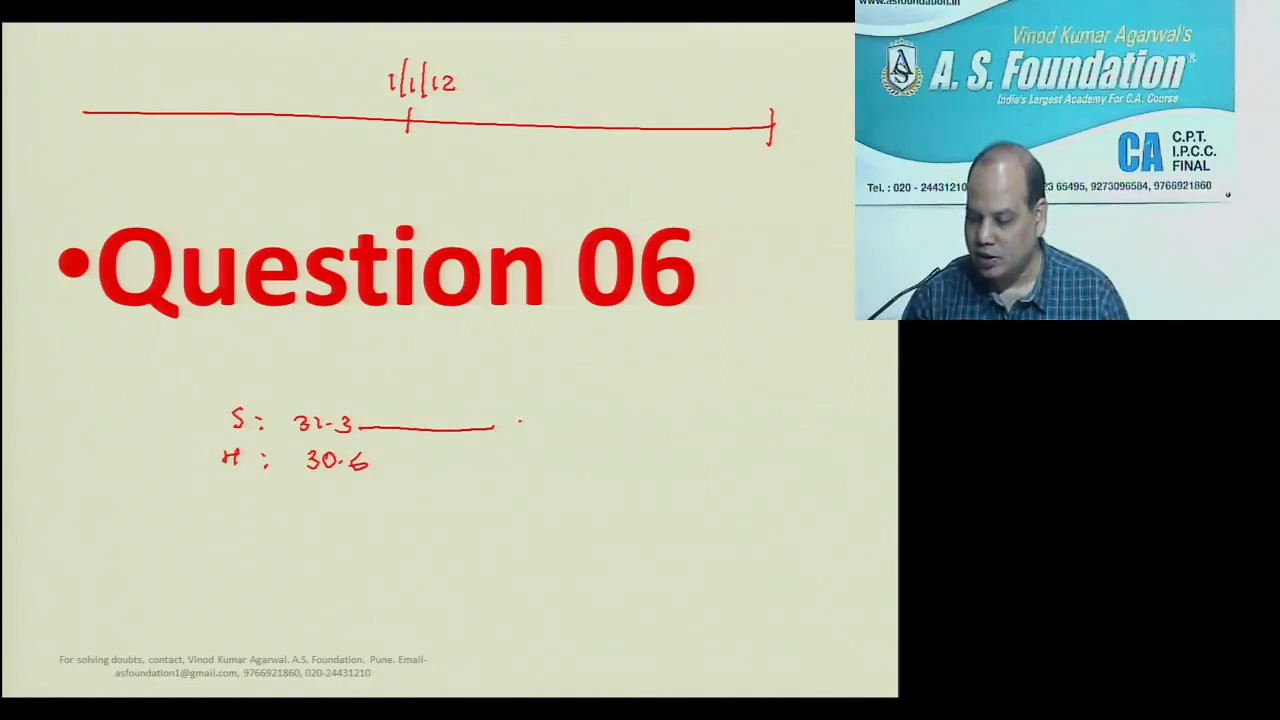 www.asfoundation.in
Vinod Kumar Agarwal's
A. S. Foundation
India's Largest Academy For C.A. Course
CA
C.P.T.
I.P.C.C.
FINAL
Tel. : 020 - 24431210 23 65495, 9273096584, 9766921860
1/1/12
•Question 06
S: 31-3
H: 30.6
For solving doubts, contact, Vinod Kumar Agarwal. A.S. Foundation. Pune. Email-
asfoundation1@gmail.com, 9766921860, 020-24431210